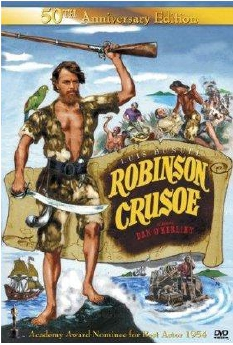 50TH Anniversary Edition
LUIS BUÑUEL'S
ROBINSON
CRUSOE
DAN O'HERLIHY
Academy Award Nominee for Best Actor 1954
DVD